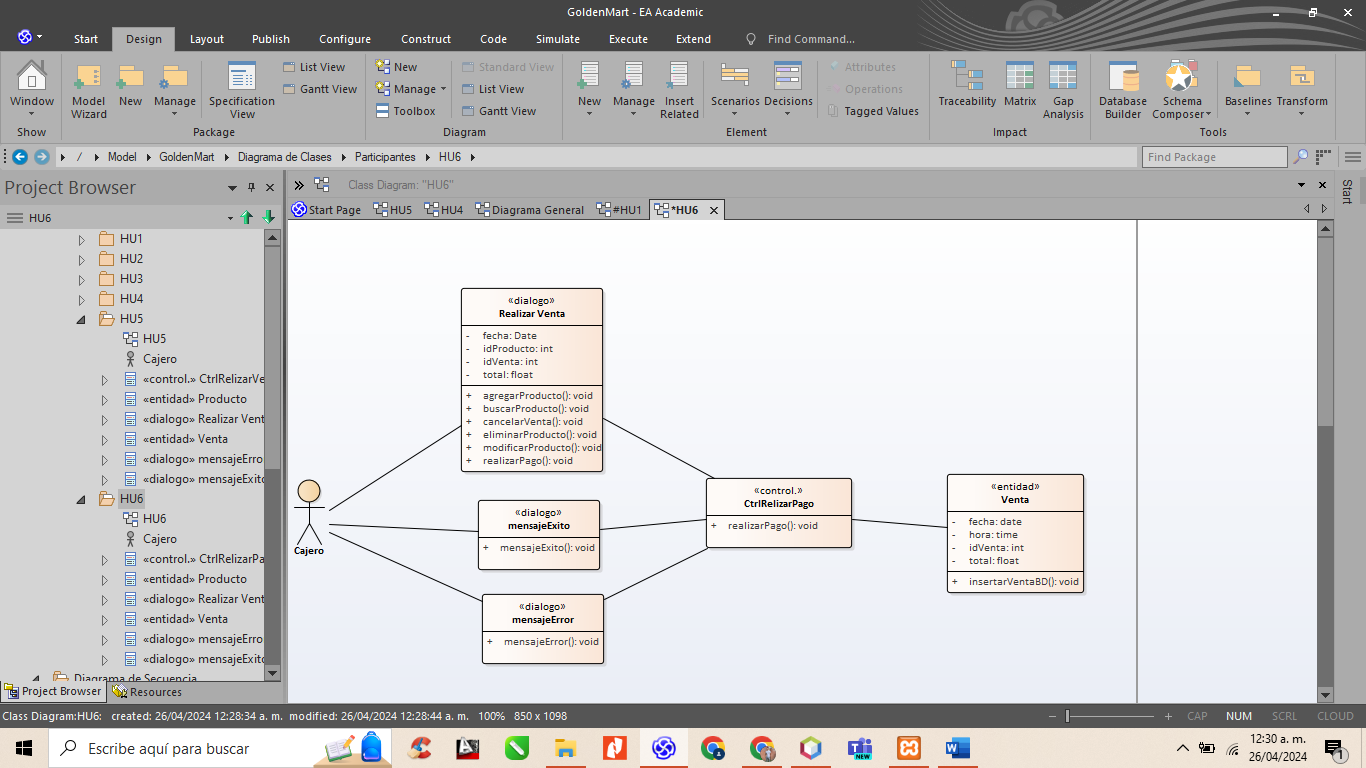 GoldenMart - EA Academic
Start Design Layout Publish Configure Construct Code Simulate Execute Extend Find Command...
Window
Show
Model Wizard
New
Manage
Specification View
List View
Gantt View
Package
New
Manage
Toolbox
Standard View
List View
Gantt View
Diagram
New
Manage
Insert Related
Scenarios
Decisions
Attributes
Operations
Tagged Values
Element
Traceability
Matrix
Gap Analysis
Impact
Database Builder
Schema Composer
Baselines
Transform
Tools
/ Model GoldenMart Diagrama de Clases Participantes HU6
Find Package
Project Browser
HU6
HU1
HU2
HU3
HU4
HU5
HU5
Cajero
«control.» CtrlRelizarVe
«entidad» Producto
«dialogo» Realizar Vent
«entidad» Venta
«dialogo» mensajeErro
«dialogo» mensajeExito
HU6
HU6
Cajero
«control.» CtrlRelizarPa
«entidad» Producto
«dialogo» Realizar Vent
«entidad» Venta
«dialogo» mensajeErro
«dialogo» mensajeExito
Diagrama de Secuencia
Project Browser Resources
Class Diagram: "HU6"
Start
Start Page HU5 HU4 Diagrama General #HU1 *HU6
«dialogo»
Realizar Venta
- fecha: Date
- idProducto: int
- idVenta: int
- total: float
+ agregarProducto(): void
+ buscarProducto(): void
+ cancelarVenta(): void
+ eliminarProducto(): void
+ modificarProducto(): void
+ realizarPago(): void
Cajero
«dialogo»
mensajeExito
+ mensajeExito(): void
«dialogo»
mensajeError
+ mensajeError(): void
«control.»
CtrlRelizarPago
+ realizarPago(): void
«entidad»
Venta
- fecha: date
- hora: time
- idVenta: int
- total: float
+ insertarVentaBD(): void
Class Diagram:HU6: created: 26/04/2024 12:28:34 a. m. modified: 26/04/2024 12:28:44 a. m. 100% 850 x 1098
CAP NUM SCRL CLOUD
Escribe aquí para buscar
NEW
12:30 a. m.
26/04/2024
1